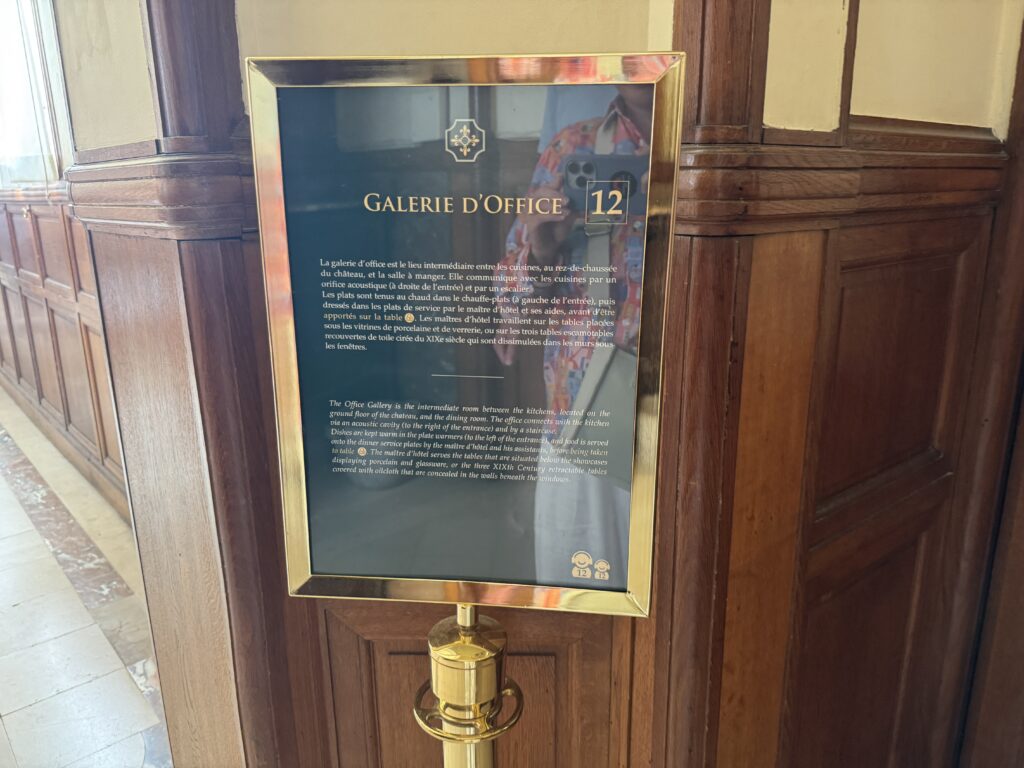 GALERIE D'OFFICE 12
La galerie d'office est le lieu intermédiaire entre les cuisines, au rez-de-chaussée
du château, et la salle à manger. Elle communique avec les cuisines par un
orifice acoustique (à droite de l'entrée) et par un escalier.
Les plats sont tenus au chaud dans le chauffe-plats (à gauche de l'entrée), puis
dressés dans les plats de service par le maître d'hôtel et ses aides, avant d'être
apportés sur la table. Les maîtres d'hôtel travaillent sur les tables placées
sous les vitrines de porcelaine et de verrerie, ou sur les trois tables escamotables
recouvertes de toile cirée du XIXe siècle qui sont dissimulées dans les murs sous
les fenêtres.
The Office Gallery is the intermediate room between the kitchens, located on the
ground floor of the chateau, and the dining room. The office connects with the kitchen
via an acoustic cavity (to the right of the entrance) and by a staircase.
Dishes are kept warm in the plate warmers (to the left of the entrance), and food is served
onto the dinner service plates by the maître d'hôtel and his assistants, before being taken
to table. The maître d'hôtel serves the tables that are situated below the showcases
displaying porcelain and glassware, or the three XIXth Century retractable tables
covered with oilcloth that are concealed in the walls beneath the windows.
12 12